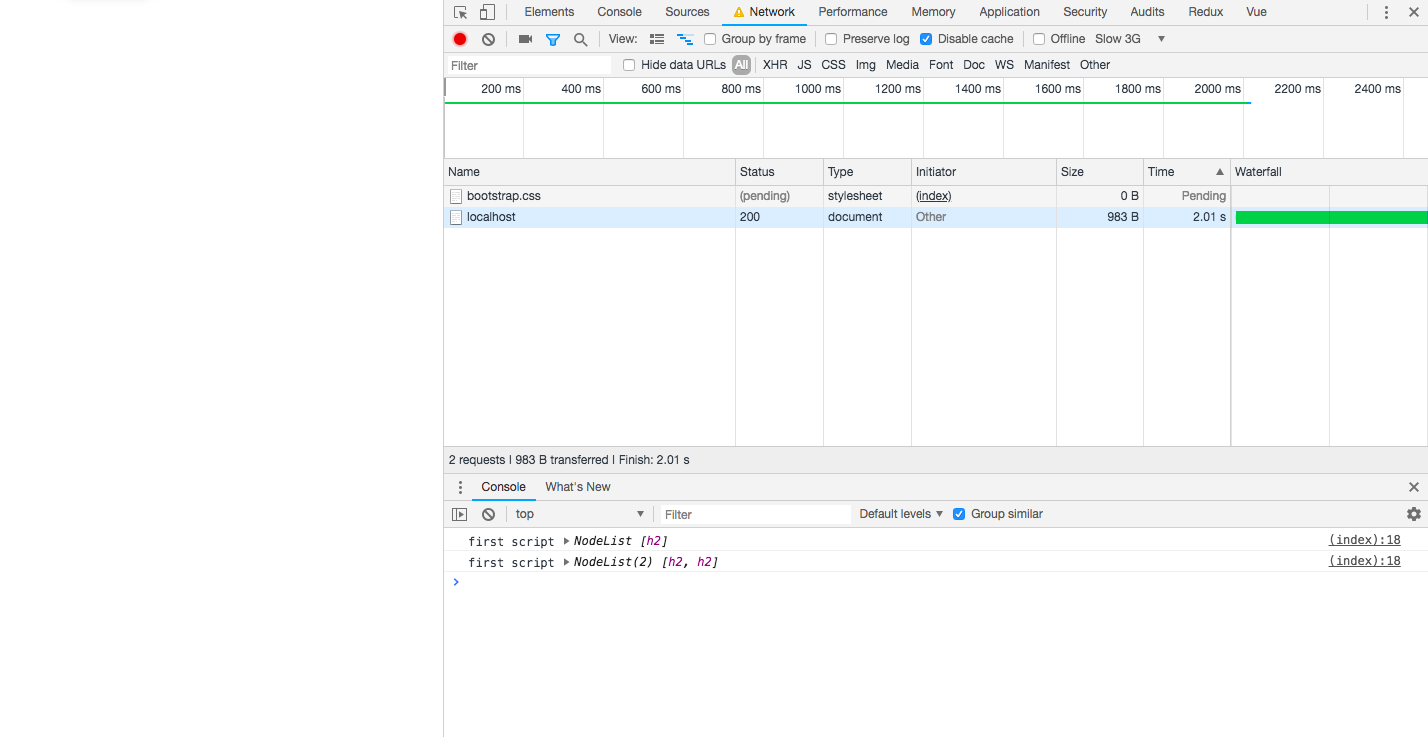 Elements Console Sources Network Performance Memory Application Security Audits Redux Vue
View: Group by frame Preserve log Disable cache Offline Slow 3G
Filter Hide data URLs All XHR JS CSS Img Media Font Doc WS Manifest Other
200 ms 400 ms 600 ms 800 ms 1000 ms 1200 ms 1400 ms 1600 ms 1800 ms 2000 ms 2200 ms 2400 ms
Name Status Type Initiator Size Time Waterfall
bootstrap.css (pending) stylesheet (index) 0 B Pending
localhost 200 document Other 983 B 2.01 s
2 requests | 983 B transferred | Finish: 2.01 s
Console What's New
top Filter Default levels Group similar
first script NodeList [h2] (index):18
first script NodeList(2) [h2, h2] (index):18